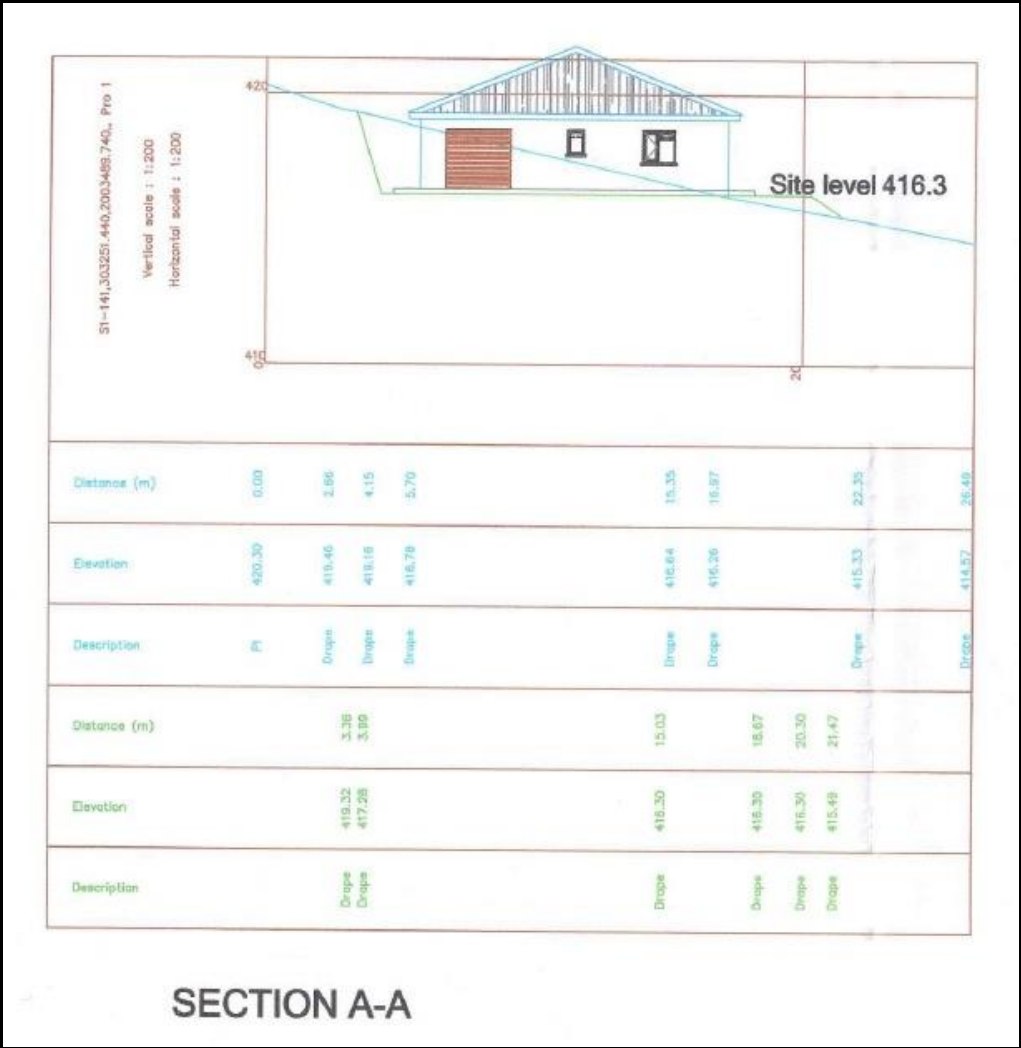 S1-141,303251.440,2003489.740,, Pro 1
Vertical scale : 1:200
Horizontal scale : 1:200
420
Site level 416.3
410
0
20
Distance (m) 0.00 2.66 4.15 5.70 15.35 16.97 22.35 26.49
Elevation 420.30 419.46 419.16 418.78 416.64 416.26 415.33 414.57
Description Pt Drape Drape Drape Drape Drape Drape Drape
Distance (m) 3.36 3.99 15.03 18.67 20.30 21.47
Elevation 419.32 417.28 416.30 416.30 416.30 415.49
Description Drape Drape Drape Drape Drape Drape
SECTION A-A